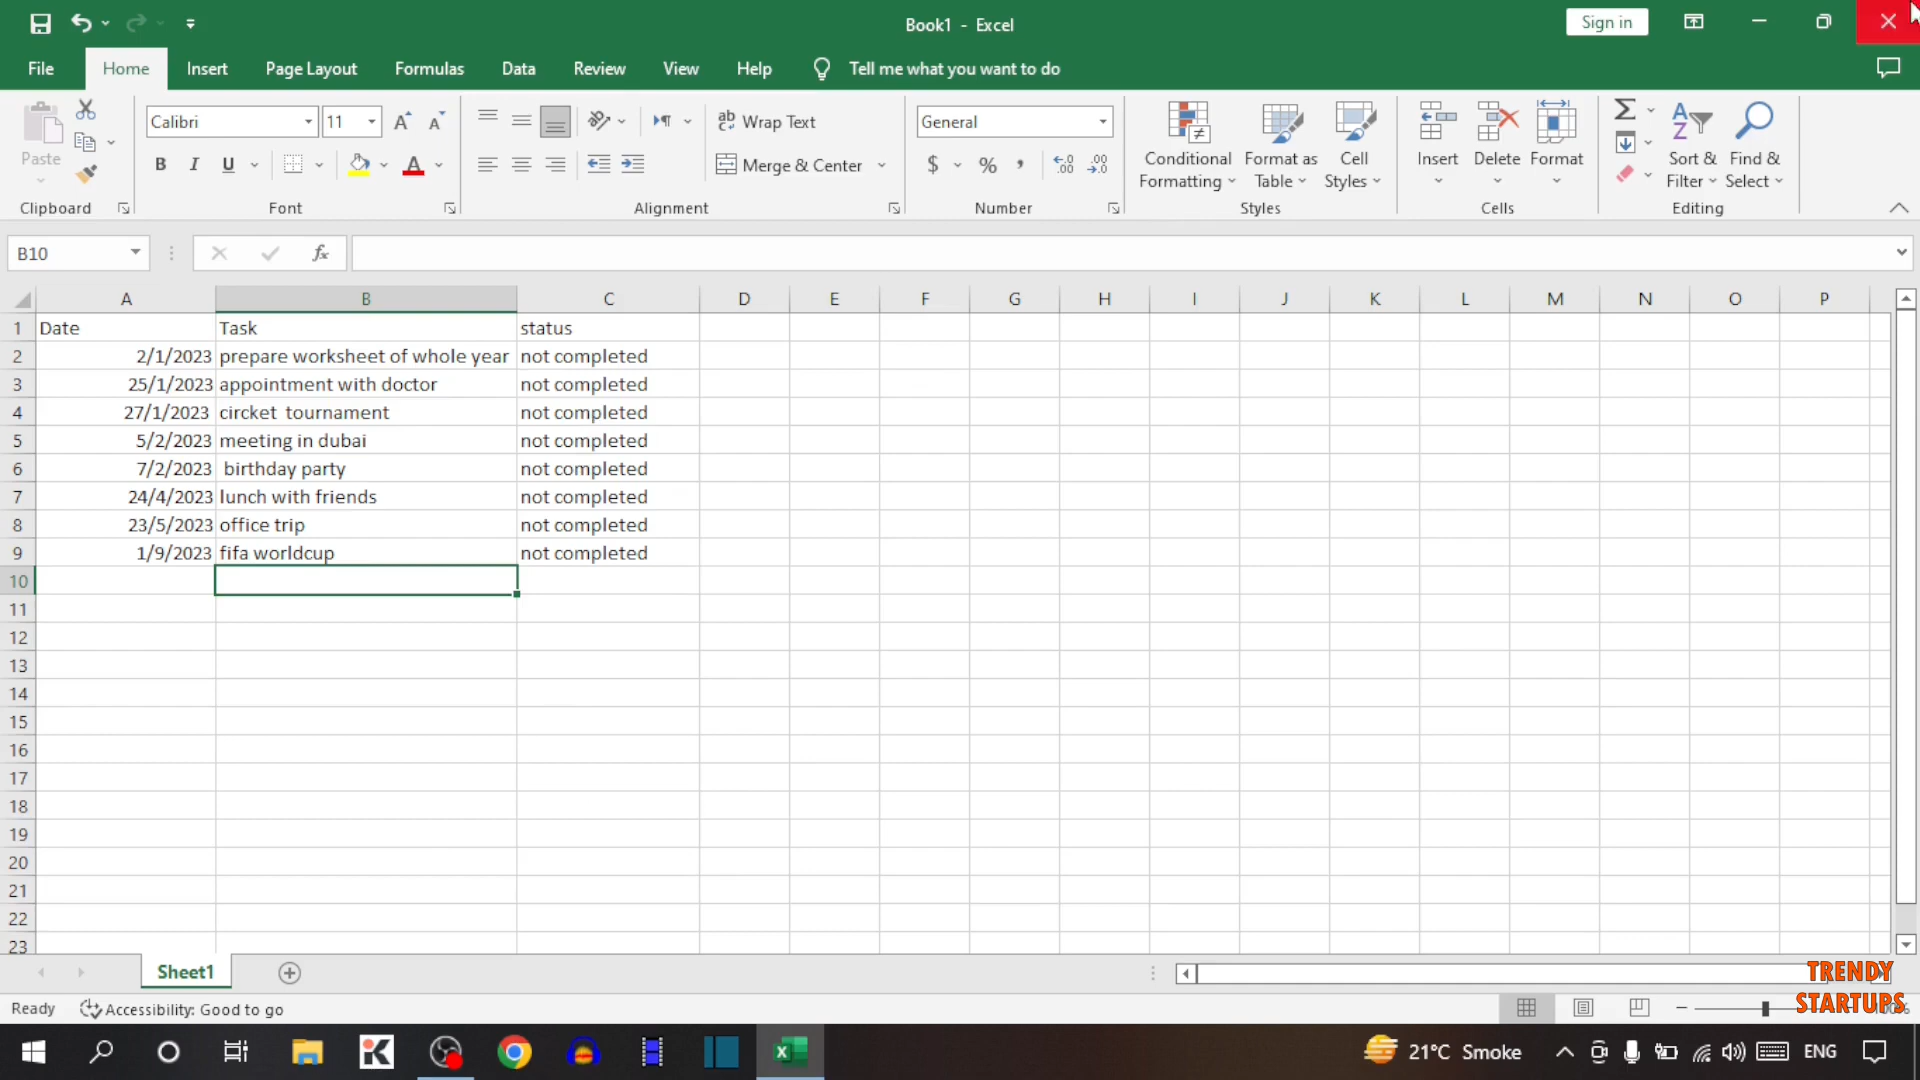 Book1 - Excel
Sign in
File Home Insert Page Layout Formulas Data Review View Help Tell me what you want to do
Paste
Clipboard
Calibri 11
B I U A
Font
ab Wrap Text
Merge & Center
Alignment
General
$ % ,
Number
Conditional Formatting
Format as Table
Cell Styles
Styles
Insert Delete Format
Cells
Sort & Filter
Find & Select
Editing
B10 fx
A B C D E F G H I J K L M N O P
1 Date Task status
2 2/1/2023 prepare worksheet of whole year not completed
3 25/1/2023 appointment with doctor not completed
4 27/1/2023 circket tournament not completed
5 5/2/2023 meeting in dubai not completed
6 7/2/2023 birthday party not completed
7 24/4/2023 lunch with friends not completed
8 23/5/2023 office trip not completed
9 1/9/2023 fifa worldcup not completed
10
11
12
13
14
15
16
17
18
19
20
21
22
23
Sheet1
TRENDY
STARTUPS
Ready Accessibility: Good to go
21°C Smoke ENG